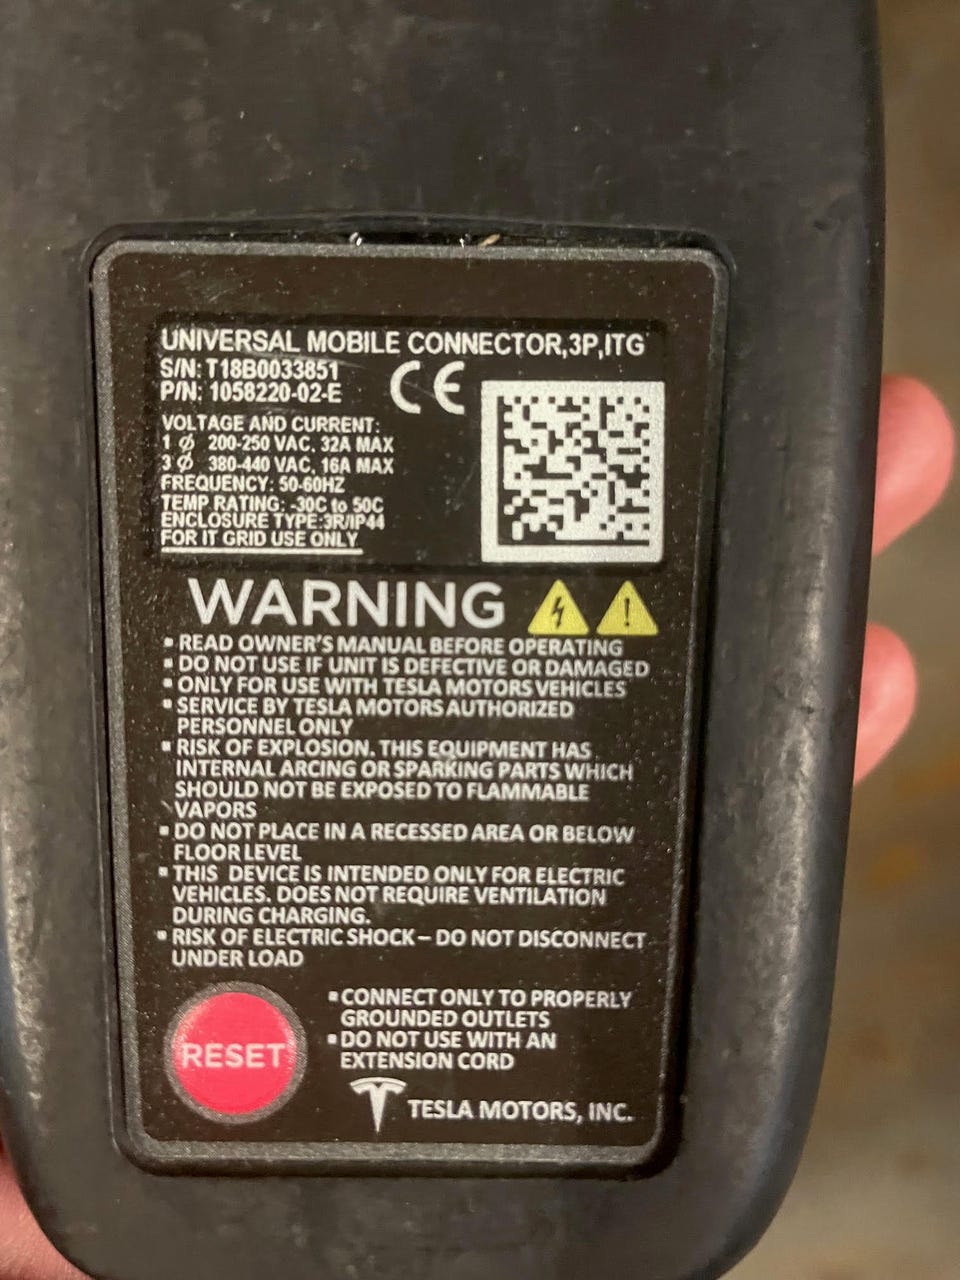 UNIVERSAL MOBILE CONNECTOR,3P,ITG
S/N: T18B0033851
P/N: 1058220-02-E
CE
VOLTAGE AND CURRENT:
1 ⌀ 200-250 VAC, 32A MAX
3 ⌀ 380-440 VAC, 16A MAX
FREQUENCY: 50-60HZ
TEMP RATING: -30C to 50C
ENCLOSURE TYPE:3R/IP44
FOR IT GRID USE ONLY
WARNING
▪ READ OWNER'S MANUAL BEFORE OPERATING
▪ DO NOT USE IF UNIT IS DEFECTIVE OR DAMAGED
▪ ONLY FOR USE WITH TESLA MOTORS VEHICLES
▪ SERVICE BY TESLA MOTORS AUTHORIZED
PERSONNEL ONLY
▪ RISK OF EXPLOSION. THIS EQUIPMENT HAS
INTERNAL ARCING OR SPARKING PARTS WHICH
SHOULD NOT BE EXPOSED TO FLAMMABLE
VAPORS
▪ DO NOT PLACE IN A RECESSED AREA OR BELOW
FLOOR LEVEL
▪ THIS DEVICE IS INTENDED ONLY FOR ELECTRIC
VEHICLES. DOES NOT REQUIRE VENTILATION
DURING CHARGING.
▪ RISK OF ELECTRIC SHOCK – DO NOT DISCONNECT
UNDER LOAD
RESET
▪ CONNECT ONLY TO PROPERLY
GROUNDED OUTLETS
▪ DO NOT USE WITH AN
EXTENSION CORD
TESLA MOTORS, INC.